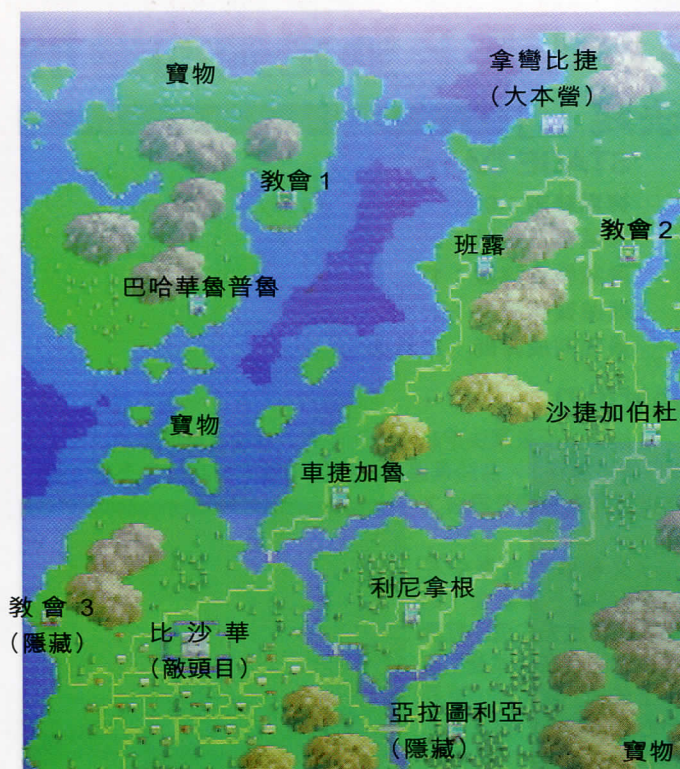 拿彎比捷
(大本營)
寶物
教會 1
教會 2
班露
巴哈華魯普魯
沙捷加伯杜
寶物
車捷加魯
利尼拿根
教會 3
(隱藏)
比沙華
(敵頭目)
亞拉圖利亞
(隱藏)
寶物